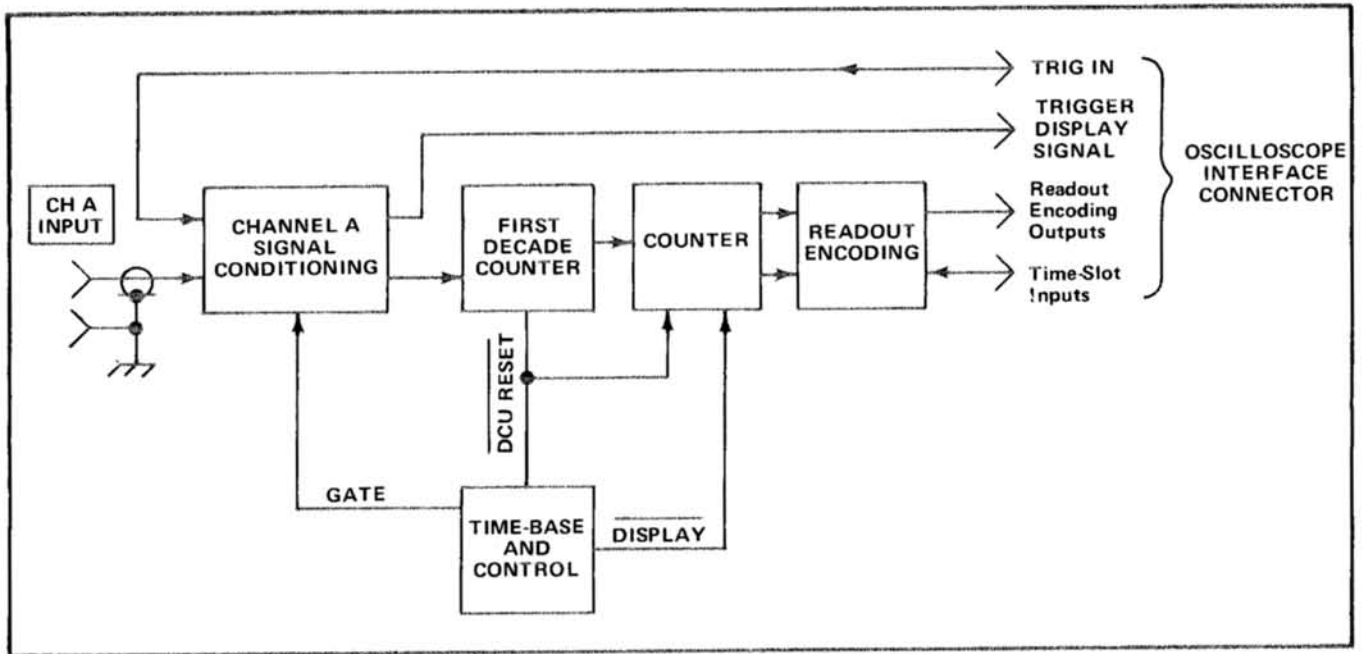 TRIG IN
TRIGGER
DISPLAY
SIGNAL
OSCILLOSCOPE
INTERFACE
CONNECTOR
Readout
Encoding
Outputs
Time-Slot
Inputs
CH A
INPUT
CHANNEL A
SIGNAL
CONDITIONING
FIRST
DECADE
COUNTER
COUNTER
READOUT
ENCODING
DCU RESET
GATE
TIME-BASE
AND
CONTROL
DISPLAY